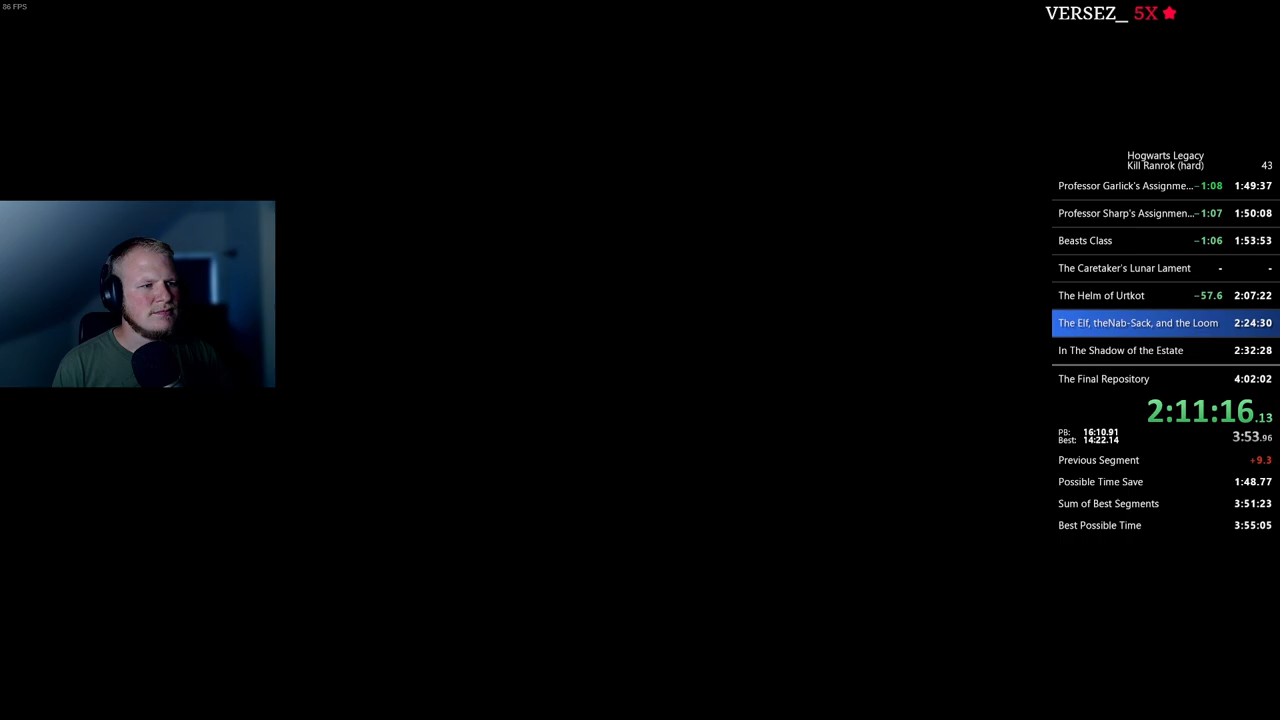 86 FPS
VERSEZ_ 5X
Hogwarts Legacy
Kill Ranrok (hard) 43
Professor Garlick's Assignme... -1:08 1:49:37
Professor Sharp's Assignmen... -1:07 1:50:08
Beasts Class -1:06 1:53:53
The Caretaker's Lunar Lament - -
The Helm of Urtkot -57.6 2:07:22
The Elf, theNab-Sack, and the Loom 2:24:30
In The Shadow of the Estate 2:32:28
The Final Repository 4:02:02
2:11:16.13
PB: 16:10.91
Best: 14:22.14 3:53.96
Previous Segment +9.3
Possible Time Save 1:48.77
Sum of Best Segments 3:51:23
Best Possible Time 3:55:05